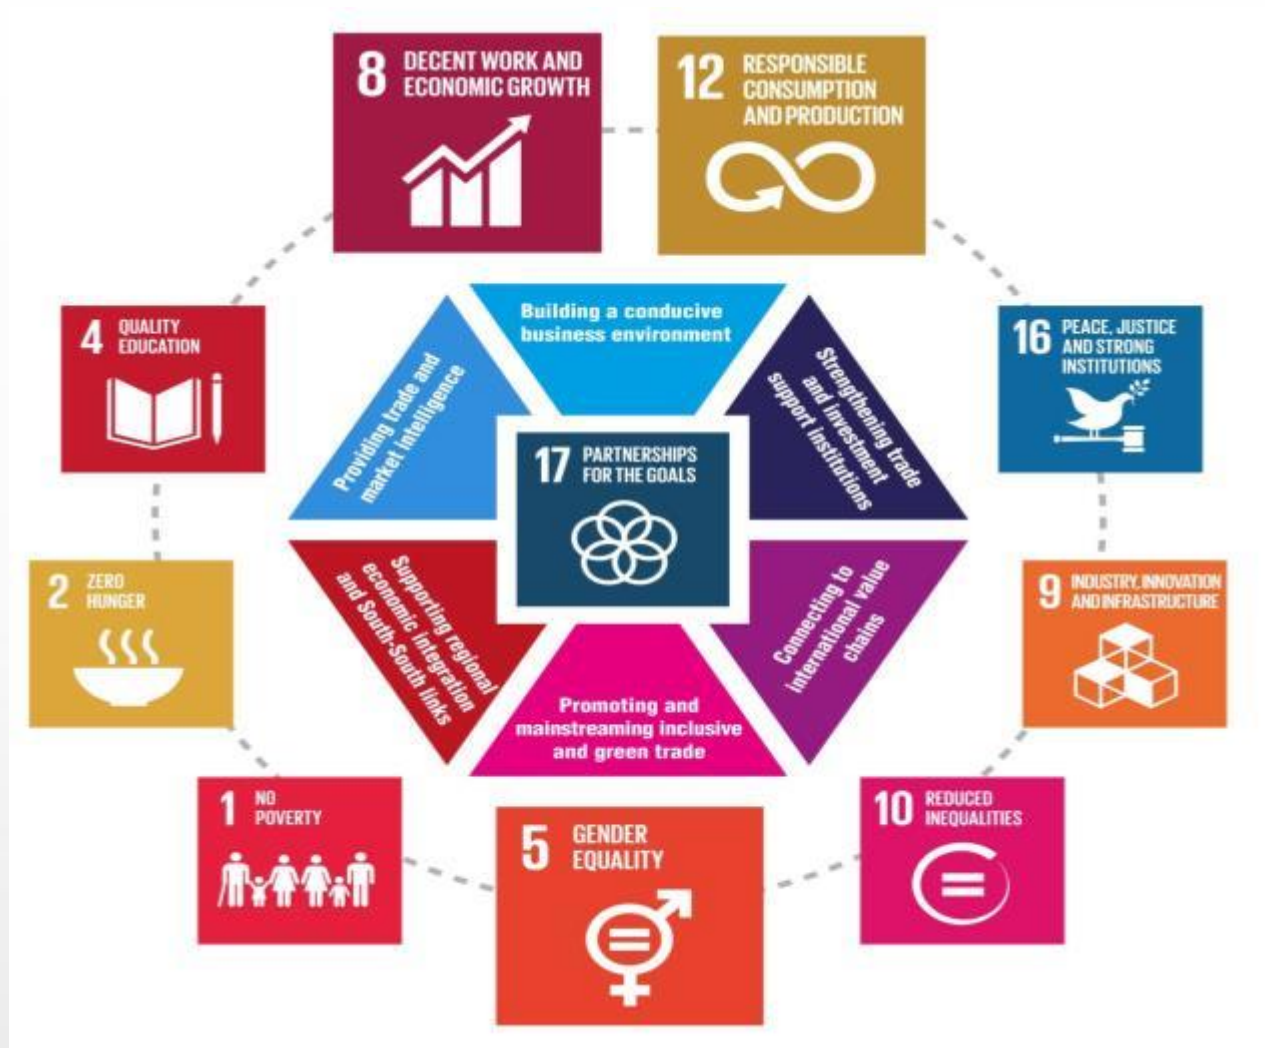 8 DECENT WORK AND
ECONOMIC GROWTH
12 RESPONSIBLE
CONSUMPTION
AND PRODUCTION
4 QUALITY
EDUCATION
16 PEACE, JUSTICE
AND STRONG
INSTITUTIONS
Building a conducive
business environment
Providing trade and
market intelligence
Strengthening trade
and investment
support institutions
17 PARTNERSHIPS
FOR THE GOALS
2 ZERO
HUNGER
9 INDUSTRY, INNOVATION
AND INFRASTRUCTURE
Supporting regional
economic integration
and South-South links
Connecting to
international value
chains
Promoting and
mainstreaming inclusive
and green trade
1 NO
POVERTY
5 GENDER
EQUALITY
10 REDUCED
INEQUALITIES